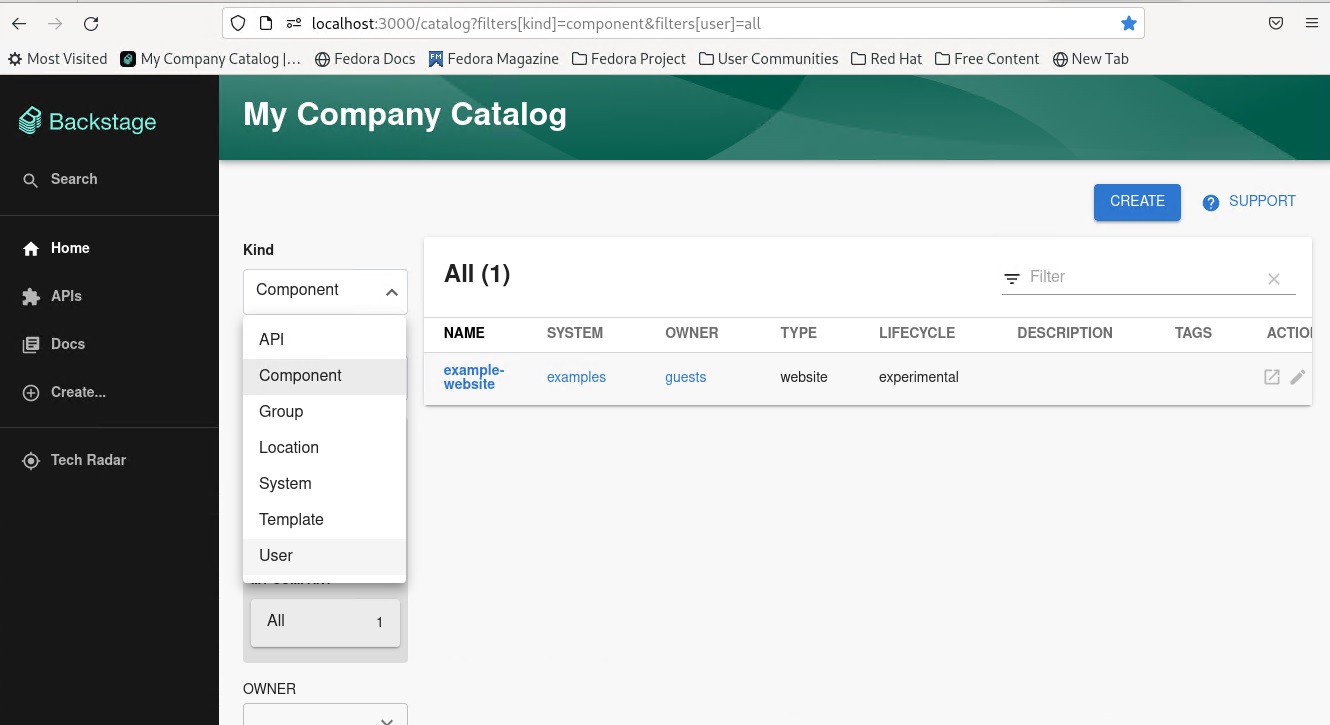 localhost:3000/catalog?filters[kind]=component&filters[user]=all
Most Visited My Company Catalog |... Fedora Docs FM Fedora Magazine Fedora Project User Communities Red Hat Free Content New Tab
Backstage
My Company Catalog
Search
CREATE ? SUPPORT
Home
APIs
Docs
Create...
Tech Radar
Kind
Component
API
Component
Group
Location
System
Template
User
All 1
OWNER
All (1)
Filter
NAME SYSTEM OWNER TYPE LIFECYCLE DESCRIPTION TAGS ACTIO
example-
website examples guests website experimental